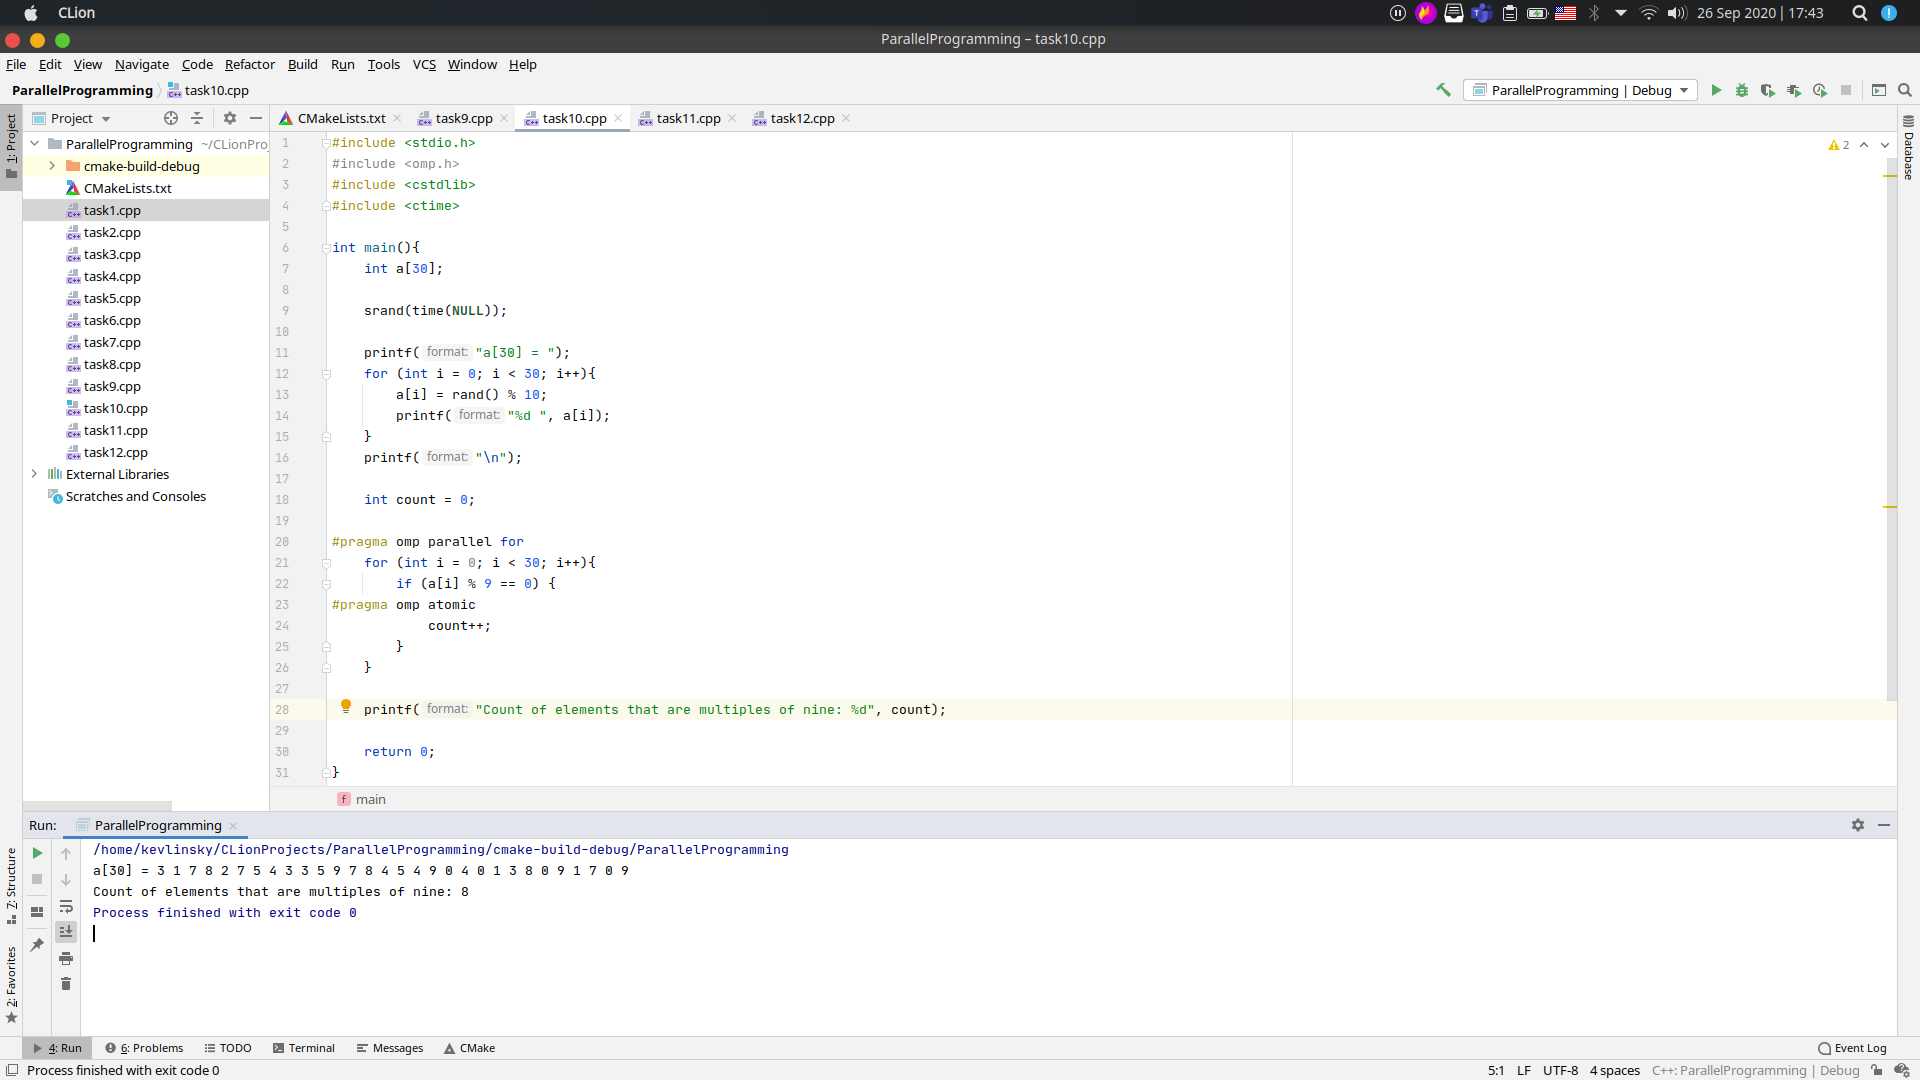 CLion
26 Sep 2020 | 17:43
ParallelProgramming – task10.cpp
File Edit View Navigate Code Refactor Build Run Tools VCS Window Help
ParallelProgramming task10.cpp
ParallelProgramming | Debug
1: Project
Project
CMakeLists.txt task9.cpp task10.cpp task11.cpp task12.cpp
Database
ParallelProgramming ~/CLionProj
cmake-build-debug
CMakeLists.txt
task1.cpp
task2.cpp
task3.cpp
task4.cpp
task5.cpp
task6.cpp
task7.cpp
task8.cpp
task9.cpp
task10.cpp
task11.cpp
task12.cpp
External Libraries
Scratches and Consoles
2
1 #include <stdio.h>
2 #include <omp.h>
3 #include <cstdlib>
4 #include <ctime>
5
6 int main(){
7 int a[30];
8
9 srand(time(NULL));
10
11 printf( format: "a[30] = ");
12 for (int i = 0; i < 30; i++){
13 a[i] = rand() % 10;
14 printf( format: "%d ", a[i]);
15 }
16 printf( format: "\n");
17
18 int count = 0;
19
20 #pragma omp parallel for
21 for (int i = 0; i < 30; i++){
22 if (a[i] % 9 == 0) {
23 #pragma omp atomic
24 count++;
25 }
26 }
27
28 printf( format: "Count of elements that are multiples of nine: %d", count);
29
30 return 0;
31 }
f main
Run: ParallelProgramming
/home/kevlinsky/CLionProjects/ParallelProgramming/cmake-build-debug/ParallelProgramming
a[30] = 3 1 7 8 2 7 5 4 3 3 5 9 7 8 4 5 4 9 0 4 0 1 3 8 0 9 1 7 0 9
Count of elements that are multiples of nine: 8
Process finished with exit code 0
7: Structure
2: Favorites
4: Run 6: Problems TODO Terminal Messages CMake
Event Log
Process finished with exit code 0
5:1 LF UTF-8 4 spaces C++: ParallelProgramming | Debug